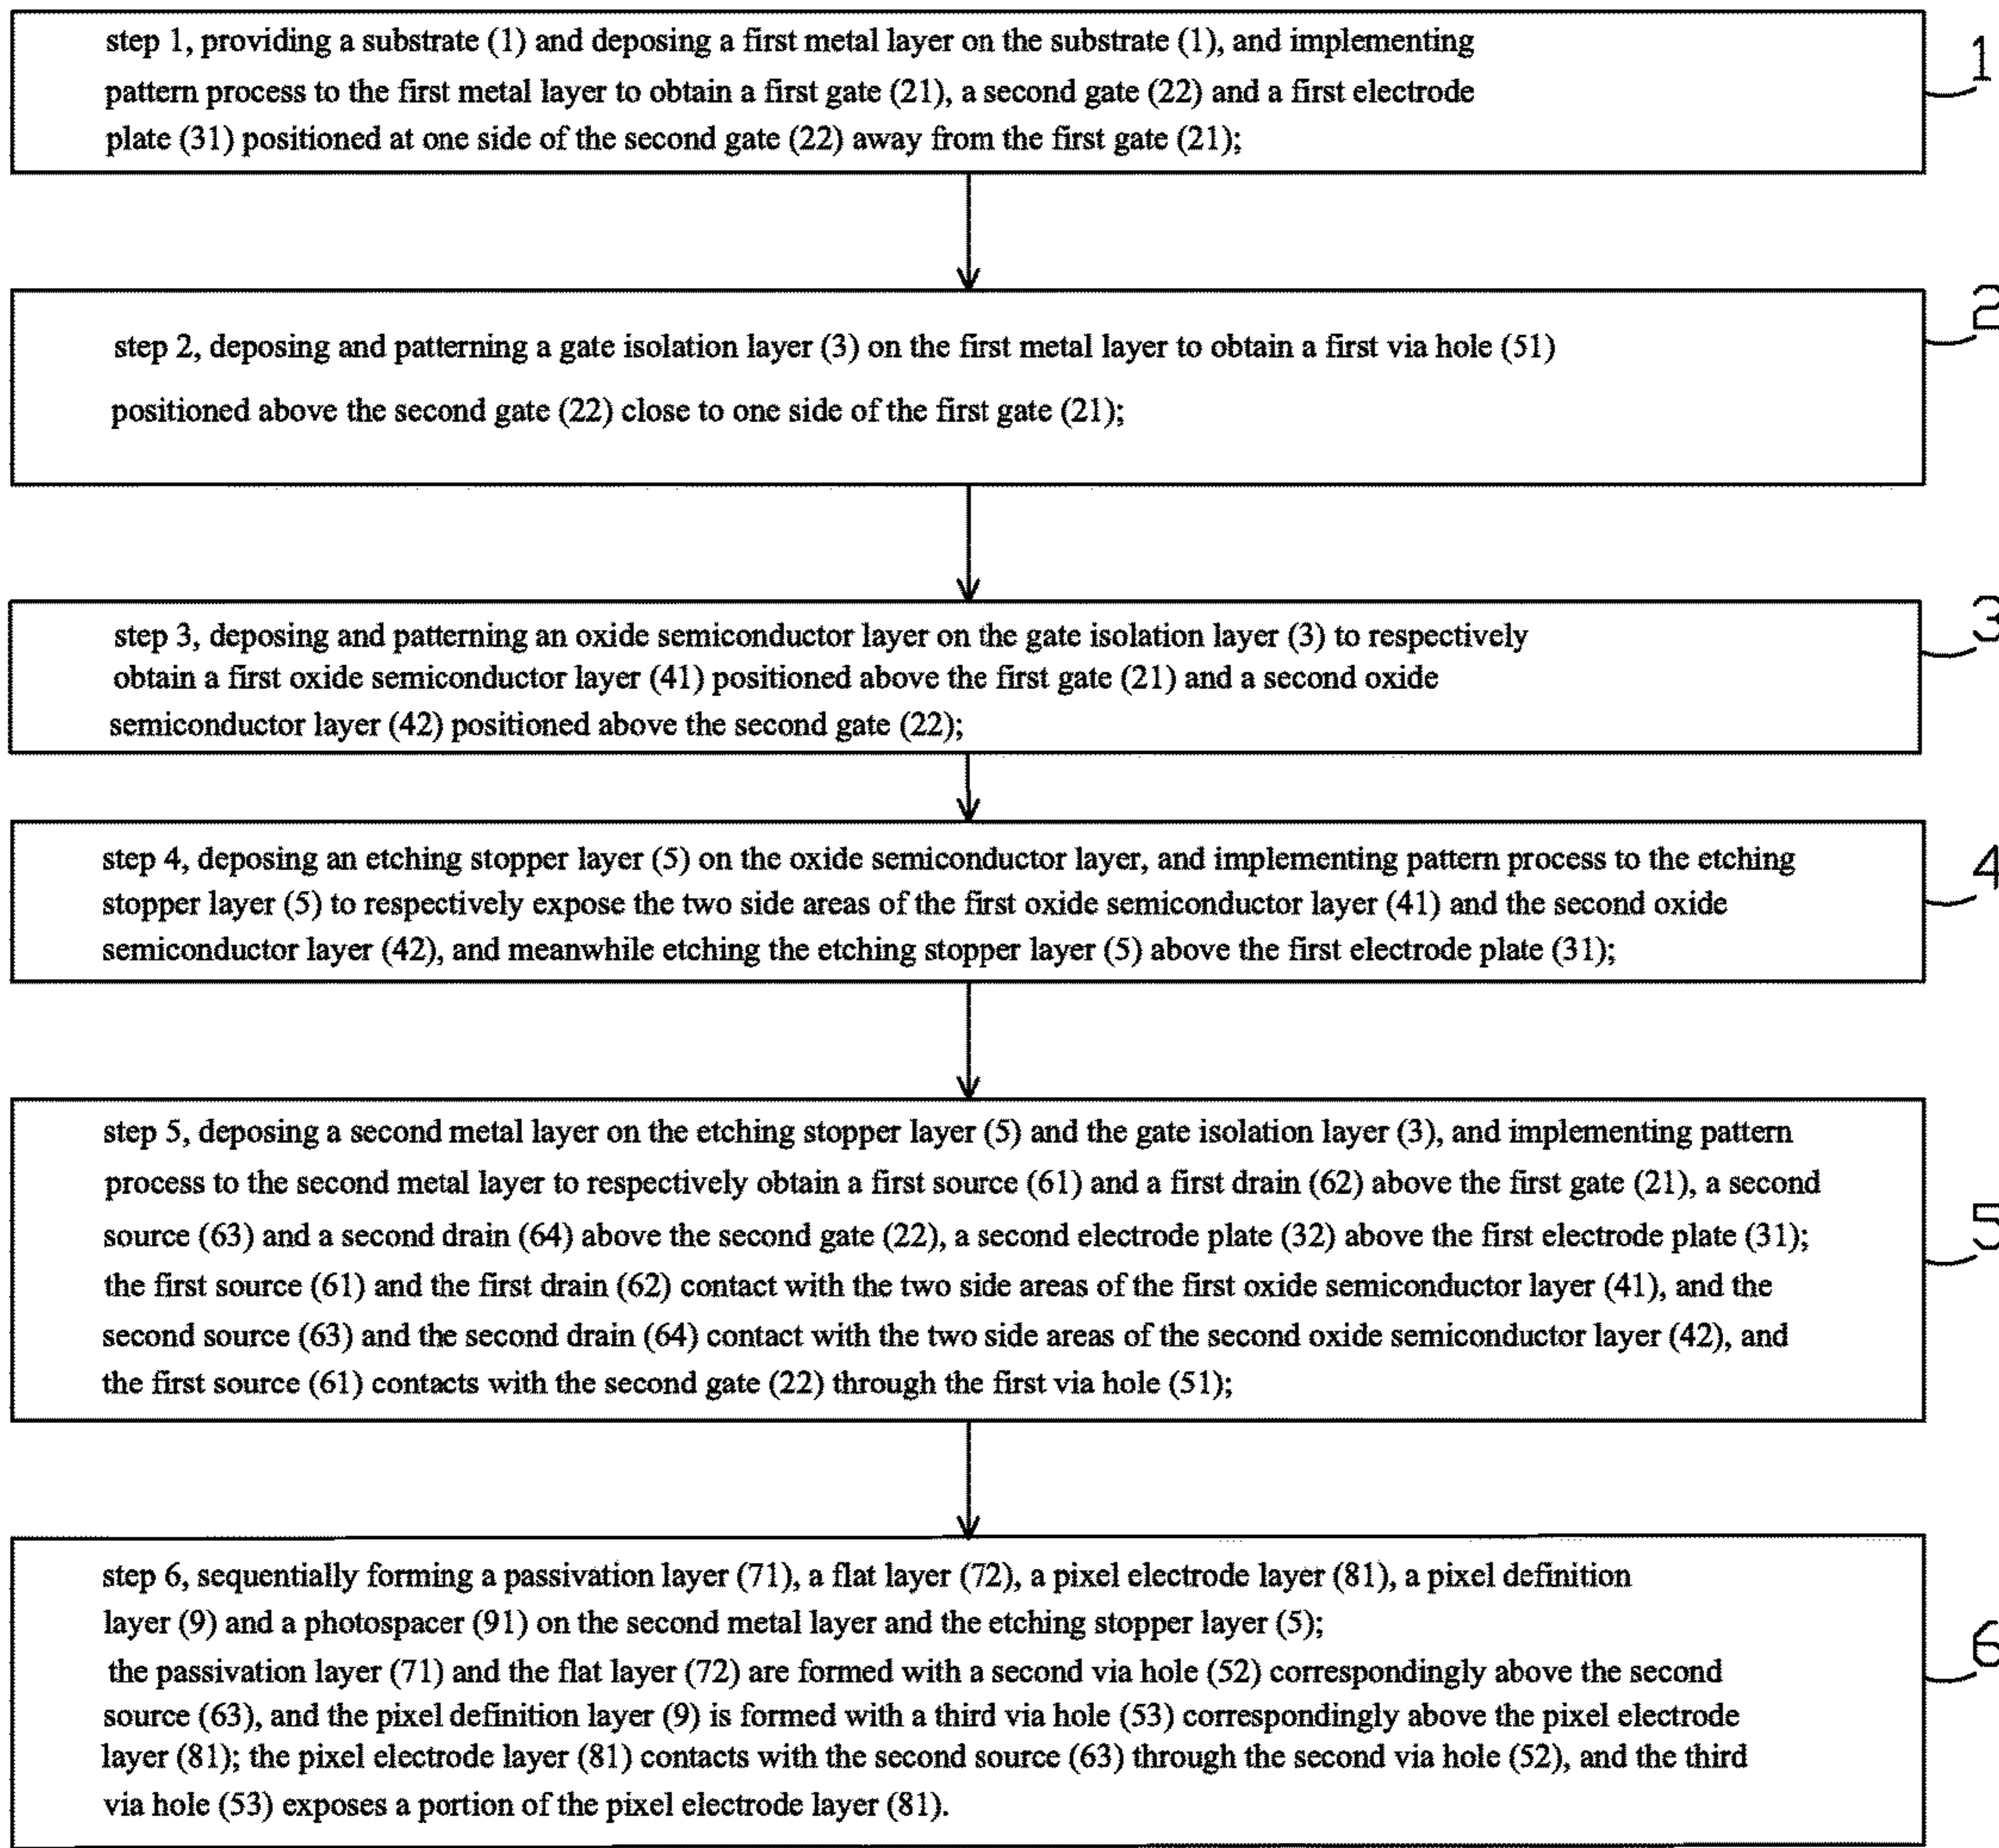 step 1, providing a substrate (1) and deposing a first metal layer on the substrate (1), and implementing
pattern process to the first metal layer to obtain a first gate (21), a second gate (22) and a first electrode
plate (31) positioned at one side of the second gate (22) away from the first gate (21);
1
step 2, deposing and patterning a gate isolation layer (3) on the first metal layer to obtain a first via hole (51)
positioned above the second gate (22) close to one side of the first gate (21);
2
step 3, deposing and patterning an oxide semiconductor layer on the gate isolation layer (3) to respectively
obtain a first oxide semiconductor layer (41) positioned above the first gate (21) and a second oxide
semiconductor layer (42) positioned above the second gate (22);
3
step 4, deposing an etching stopper layer (5) on the oxide semiconductor layer, and implementing pattern process to the etching
stopper layer (5) to respectively expose the two side areas of the first oxide semiconductor layer (41) and the second oxide
semiconductor layer (42), and meanwhile etching the etching stopper layer (5) above the first electrode plate (31);
4
step 5, deposing a second metal layer on the etching stopper layer (5) and the gate isolation layer (3), and implementing pattern
process to the second metal layer to respectively obtain a first source (61) and a first drain (62) above the first gate (21), a second
source (63) and a second drain (64) above the second gate (22), a second electrode plate (32) above the first electrode plate (31);
the first source (61) and the first drain (62) contact with the two side areas of the first oxide semiconductor layer (41), and the
second source (63) and the second drain (64) contact with the two side areas of the second oxide semiconductor layer (42), and
the first source (61) contacts with the second gate (22) through the first via hole (51);
5
step 6, sequentially forming a passivation layer (71), a flat layer (72), a pixel electrode layer (81), a pixel definition
layer (9) and a photospacer (91) on the second metal layer and the etching stopper layer (5);
the passivation layer (71) and the flat layer (72) are formed with a second via hole (52) correspondingly above the second
source (63), and the pixel definition layer (9) is formed with a third via hole (53) correspondingly above the pixel electrode
layer (81); the pixel electrode layer (81) contacts with the second source (63) through the second via hole (52), and the third
via hole (53) exposes a portion of the pixel electrode layer (81).
6